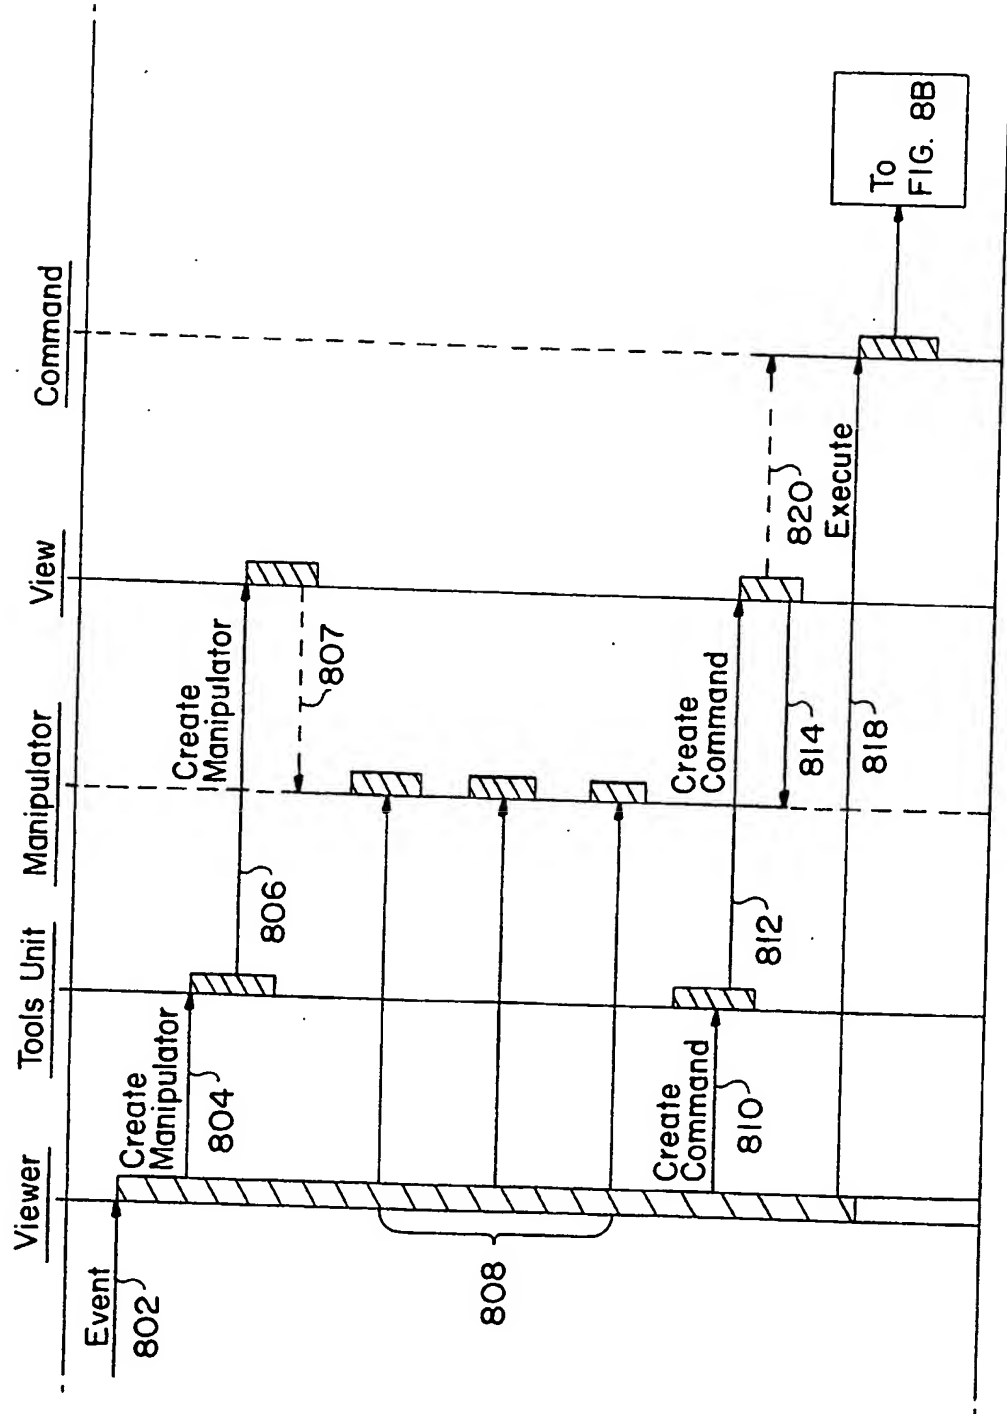 Viewer
Tools Unit
Manipulator
View
Command
Event
802
Create
Manipulator
804
Create
Manipulator
806
807
808
Create
Command
810
Create
Command
812
814
820
Execute
818
To
FIG. 8B